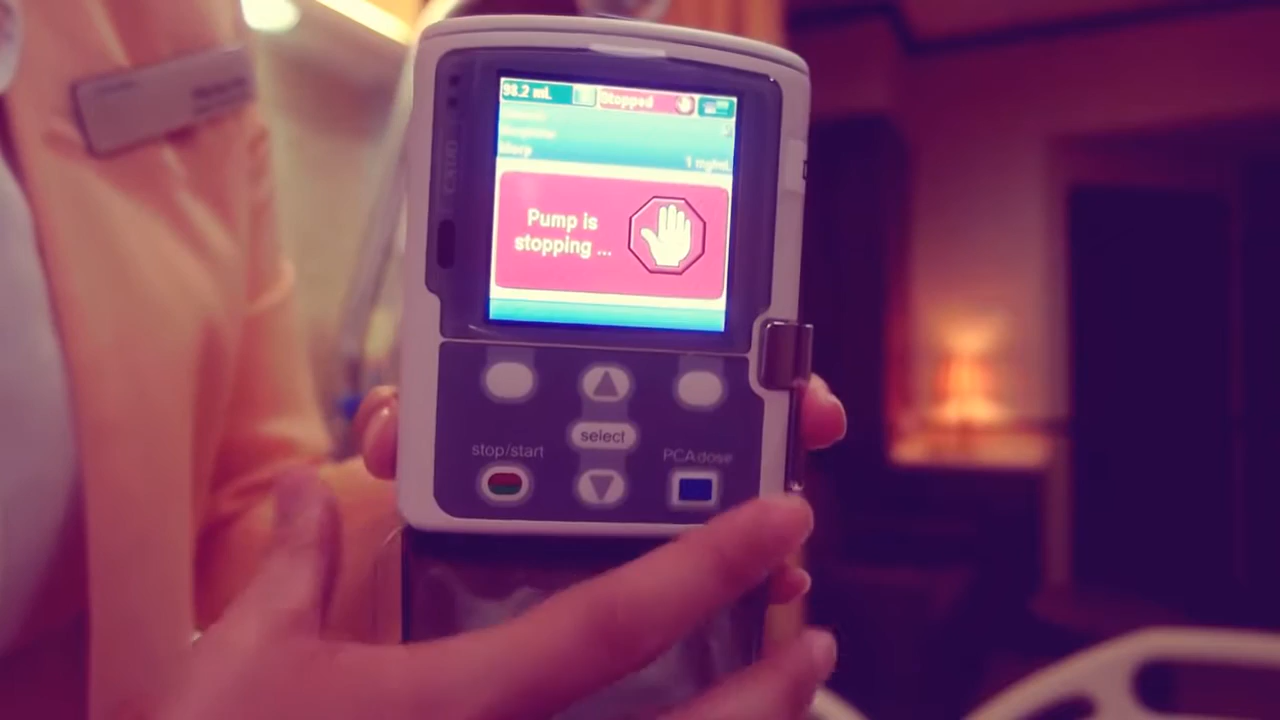 98.2 mL
Stopped
1 mg/mL
Pump is
stopping ...
select
stop/start
PCA dose